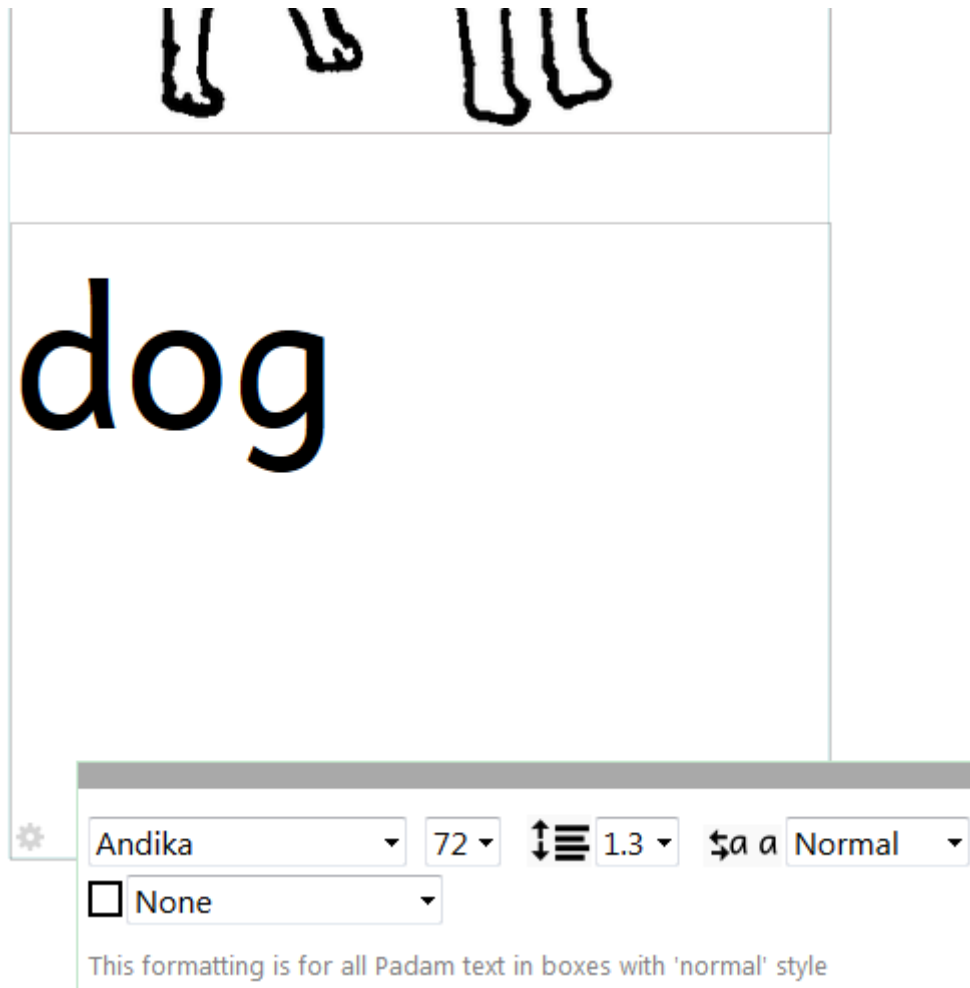 dog
Andika 72 1.3 a a Normal
None
This formatting is for all Padam text in boxes with 'normal' style